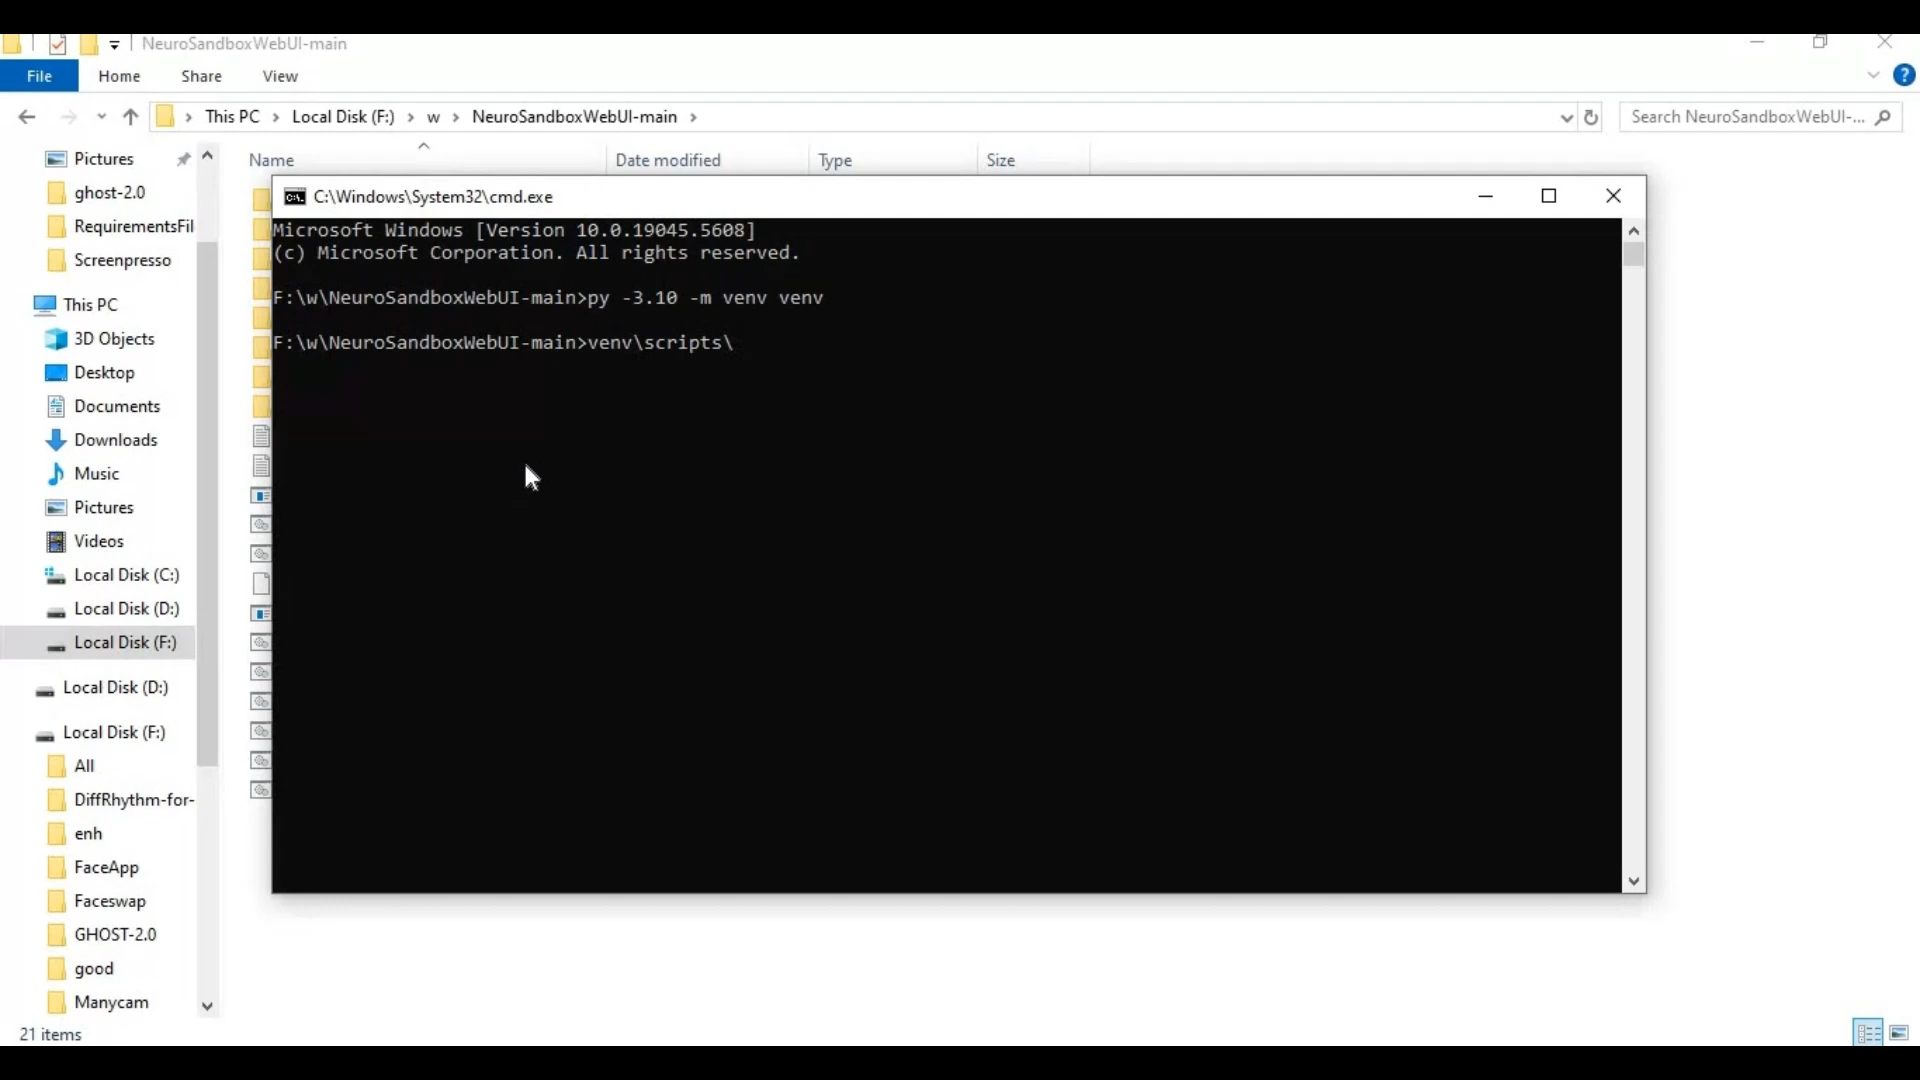 NeuroSandboxWebUI-main
File Home Share View
This PC Local Disk (F:) w NeuroSandboxWebUI-main
Search NeuroSandboxWebUI-...
Name Date modified Type Size
Pictures
ghost-2.0
RequirementsFil
Screenpresso
This PC
3D Objects
Desktop
Documents
Downloads
Music
Pictures
Videos
Local Disk (C:)
Local Disk (D:)
Local Disk (F:)
Local Disk (D:)
Local Disk (F:)
All
DiffRhythm-for-
enh
FaceApp
Faceswap
GHOST-2.0
good
Manycam
21 items
C:\Windows\System32\cmd.exe
Microsoft Windows [Version 10.0.19045.5608]
(c) Microsoft Corporation. All rights reserved.
F:\w\NeuroSandboxWebUI-main>py -3.10 -m venv venv
F:\w\NeuroSandboxWebUI-main>venv\scripts\